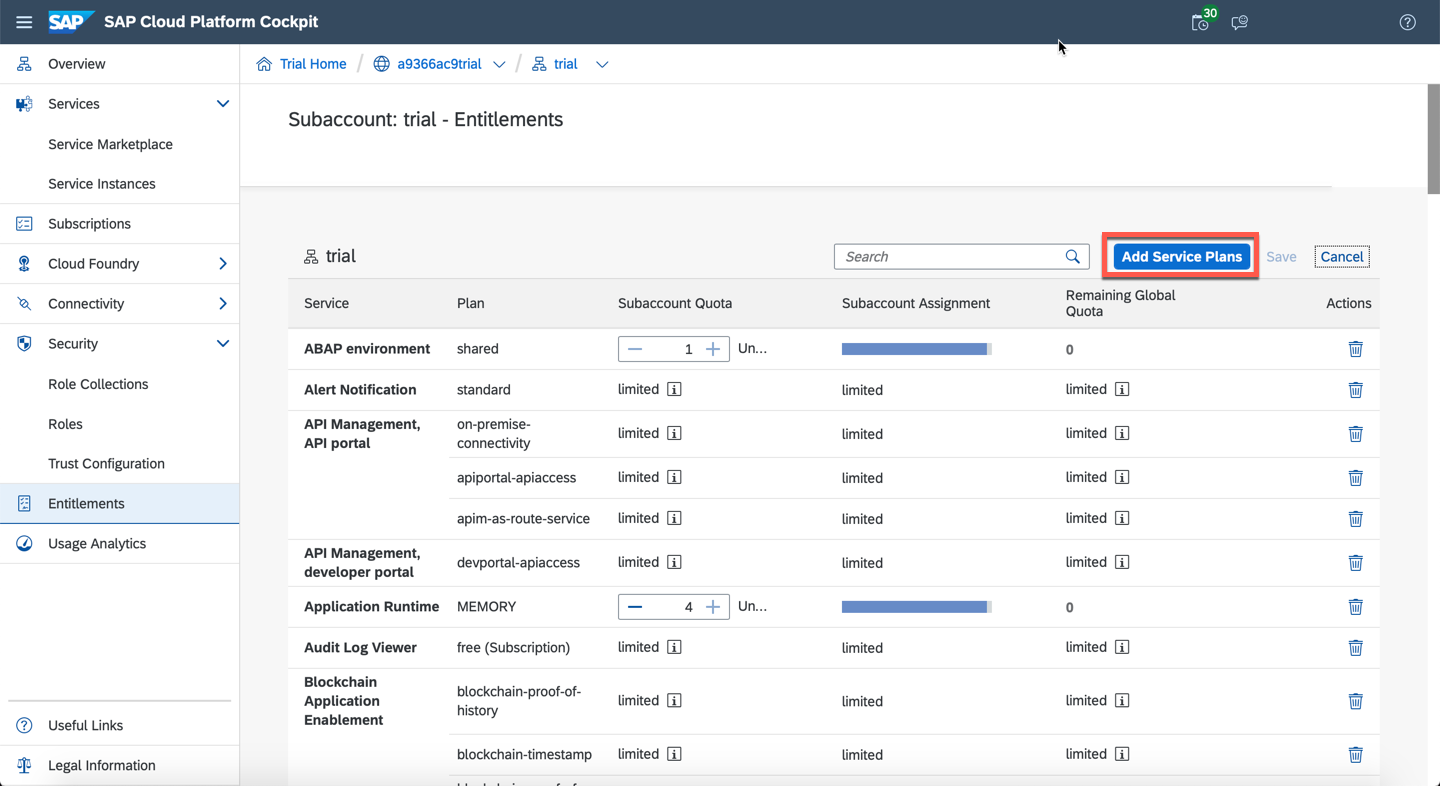 SAP SAP Cloud Platform Cockpit 30
Overview
Services
Service Marketplace
Service Instances
Subscriptions
Cloud Foundry
Connectivity
Security
Role Collections
Roles
Trust Configuration
Entitlements
Usage Analytics
Useful Links
Legal Information
Trial Home / a9366ac9trial / trial
Subaccount: trial - Entitlements
trial Search Add Service Plans Save Cancel
Service Plan Subaccount Quota Subaccount Assignment Remaining Global Actions
Quota
ABAP environment shared 1 Un... 0
Alert Notification standard limited limited limited
API Management, on-premise-
API portal connectivity limited limited limited
apiportal-apiaccess limited limited limited
apim-as-route-service limited limited limited
API Management,
developer portal devportal-apiaccess limited limited limited
Application Runtime MEMORY 4 Un... 0
Audit Log Viewer free (Subscription) limited limited limited
Blockchain
Application
Enablement
blockchain-proof-of-
history limited limited limited
blockchain-timestamp limited limited limited